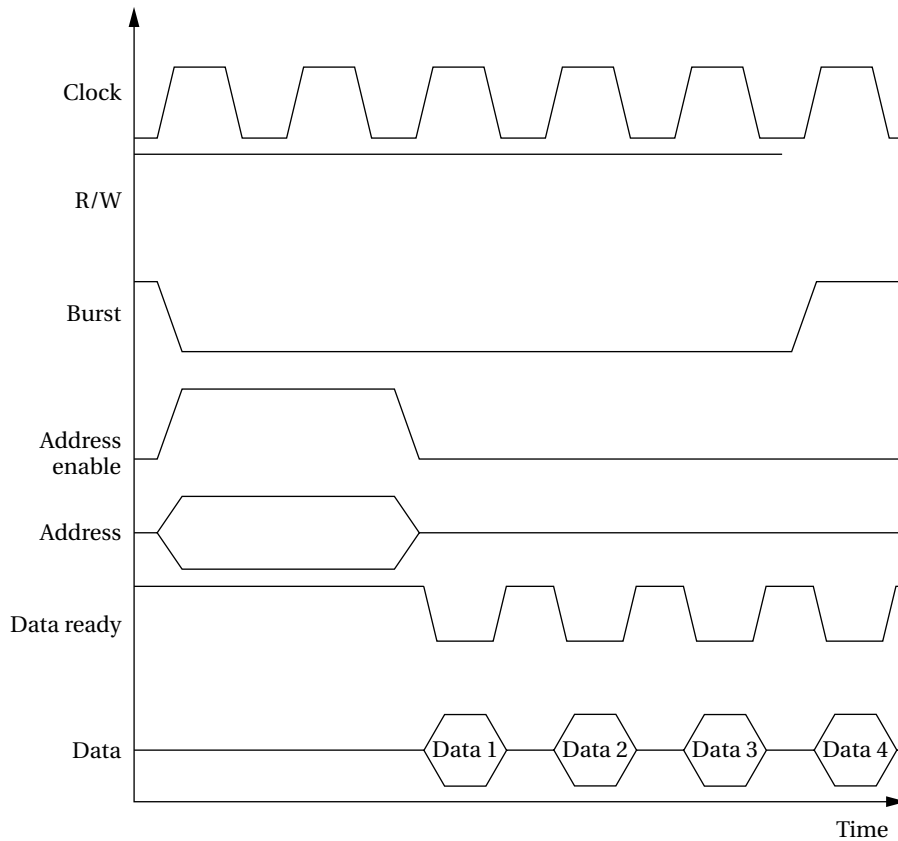 Clock
R/W
Burst
Address
enable
Address
Data ready
Data
Data 1
Data 2
Data 3
Data 4
Time